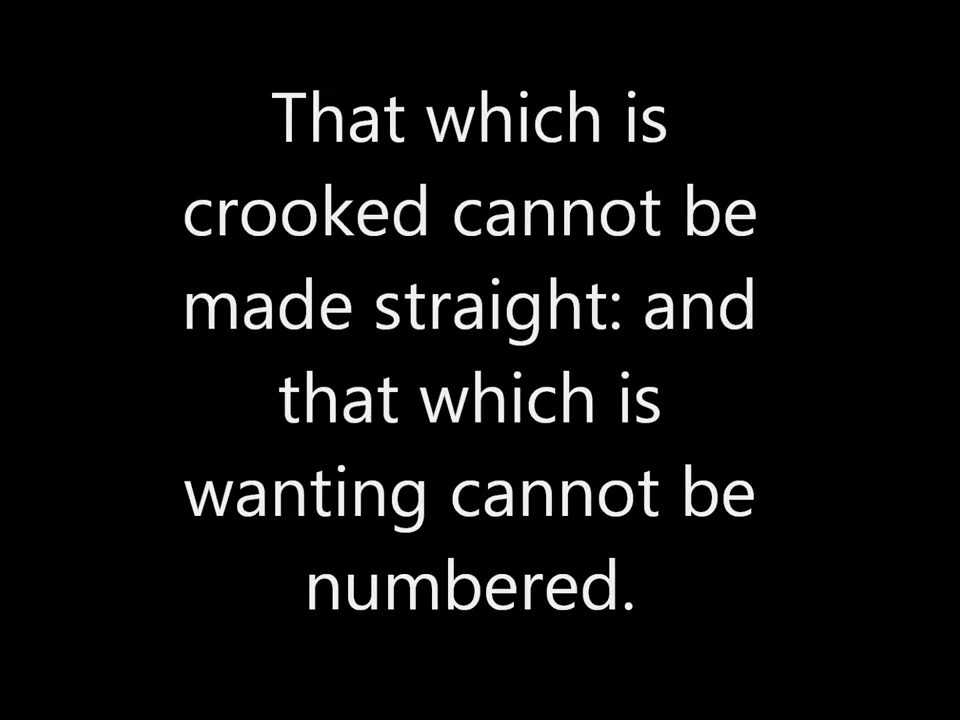 That which is
crooked cannot be
made straight: and
that which is
wanting cannot be
numbered.